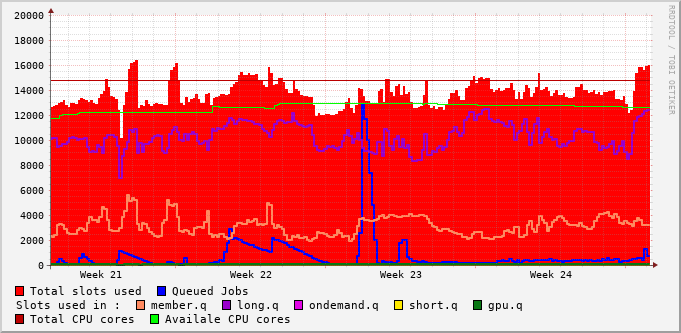 RRDTOOL / TOBI OETIKER
20000
18000
16000
14000
12000
10000
8000
6000
4000
2000
0
Week 21 Week 22 Week 23 Week 24
Total slots used Queued Jobs
Slots used in : member.q long.q ondemand.q short.q gpu.q
Total CPU cores Availale CPU cores